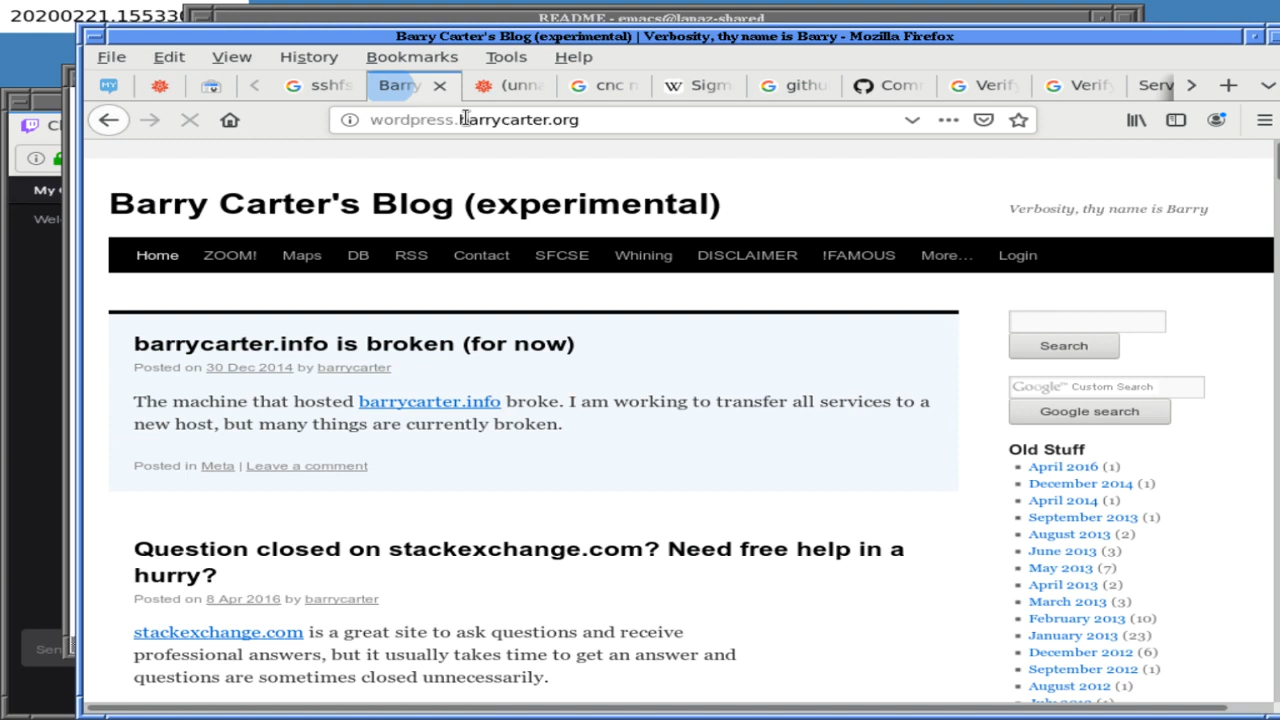 20200221.15533
README - emacs@lanaz-shared
Barry Carter's Blog (experimental) | Verbosity, thy name is Barry - Mozilla Firefox
File Edit View History Bookmarks Tools Help
sshfs Barry (unna cnc n Sigm githu Com Verify Verify Serv
wordpress.barrycarter.org
My
Wel
Barry Carter's Blog (experimental)
Verbosity, thy name is Barry
Home ZOOM! Maps DB RSS Contact SFCSE Whining DISCLAIMER !FAMOUS More... Login
barrycarter.info is broken (for now)
Posted on 30 Dec 2014 by barrycarter
The machine that hosted barrycarter.info broke. I am working to transfer all services to a
new host, but many things are currently broken.
Posted in Meta | Leave a comment
Question closed on stackexchange.com? Need free help in a
hurry?
Posted on 8 Apr 2016 by barrycarter
stackexchange.com is a great site to ask questions and receive
professional answers, but it usually takes time to get an answer and
questions are sometimes closed unnecessarily.
Search
Google™ Custom Search
Google search
Old Stuff
April 2016 (1)
December 2014 (1)
April 2014 (1)
September 2013 (1)
August 2013 (2)
June 2013 (3)
May 2013 (7)
April 2013 (2)
March 2013 (3)
February 2013 (10)
January 2013 (23)
December 2012 (6)
September 2012 (1)
August 2012 (1)
Sen